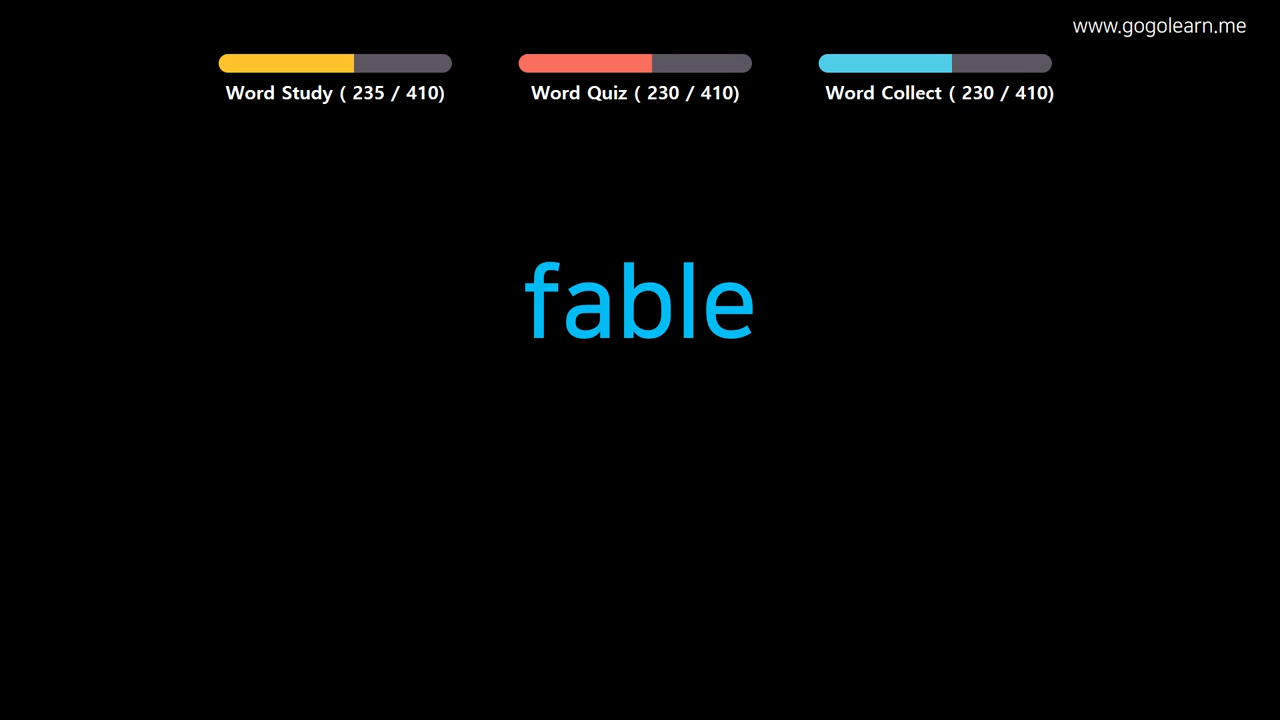 www.gogolearn.me
Word Study ( 235 / 410)
Word Quiz ( 230 / 410)
Word Collect ( 230 / 410)
fable